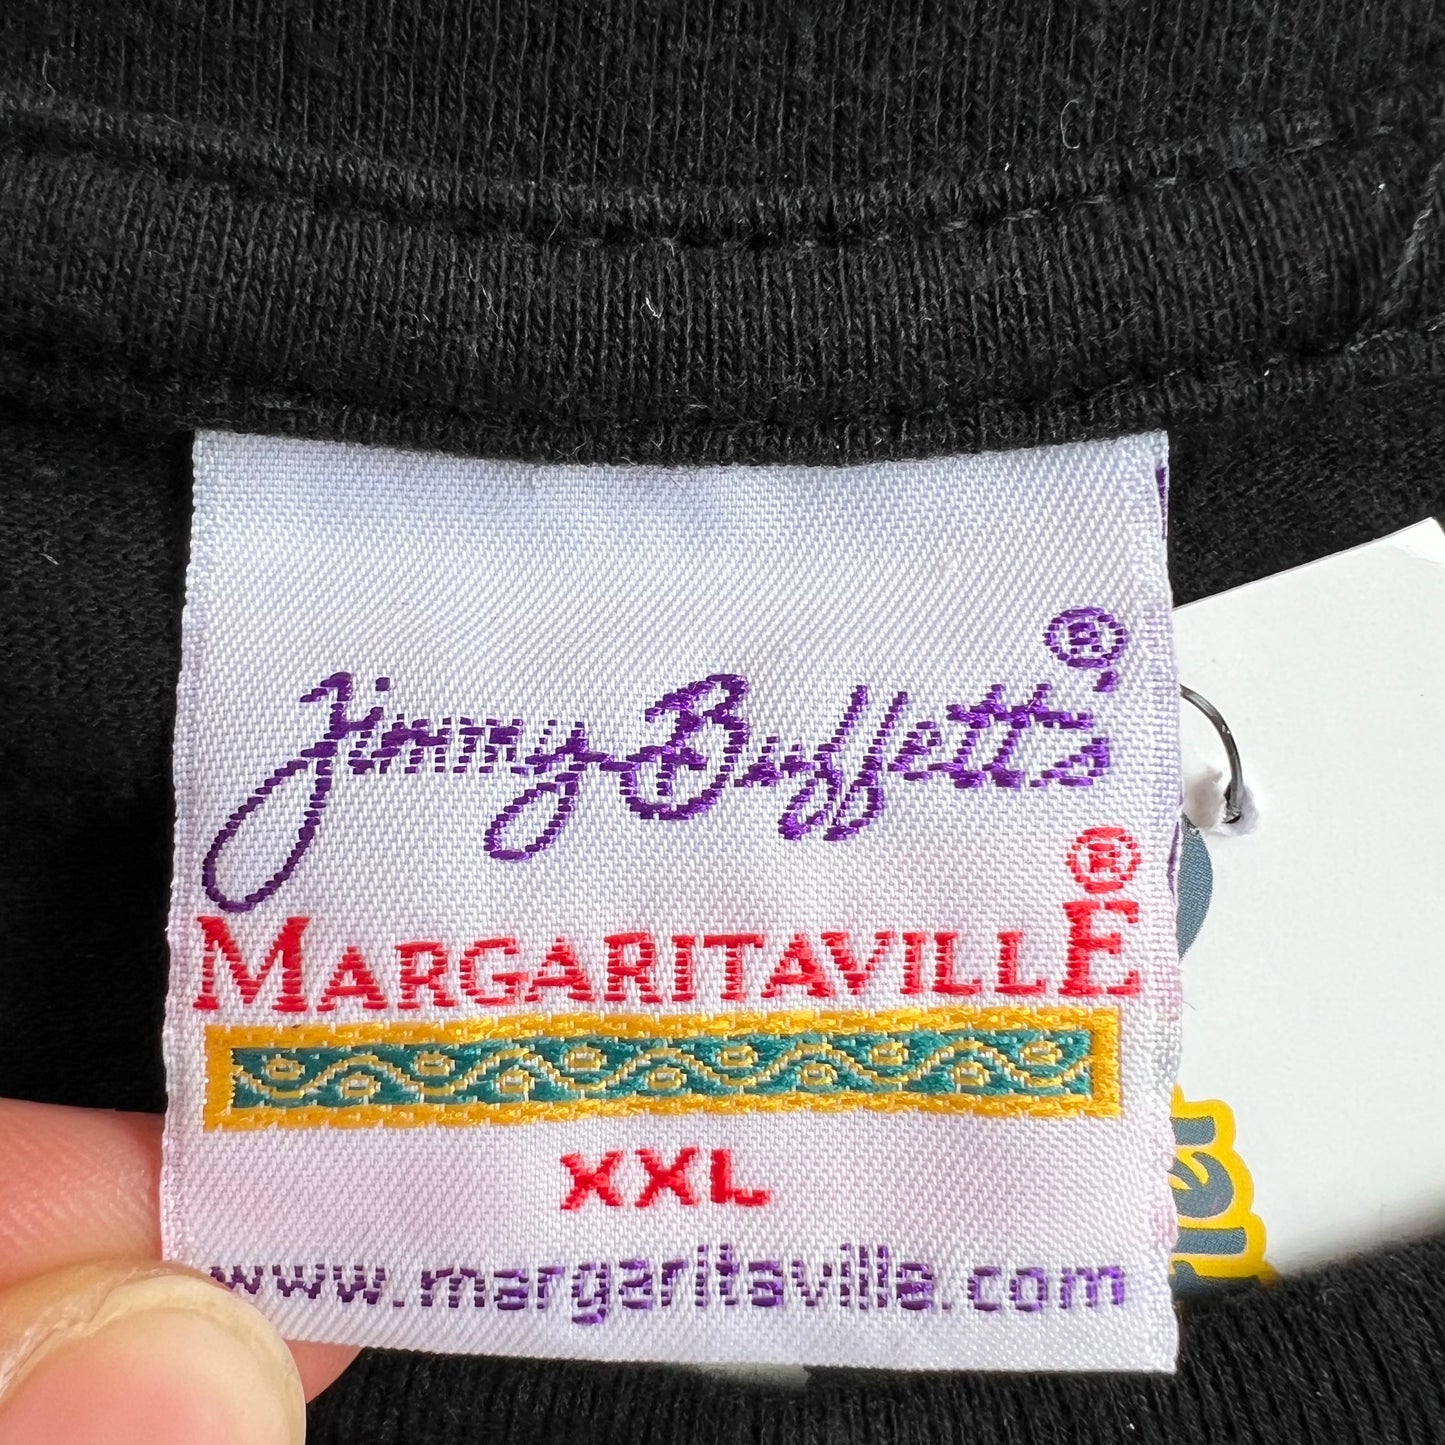 Jimmy Buffett's®
MARGARITAVILLE®
XXL
www.margaritaville.com